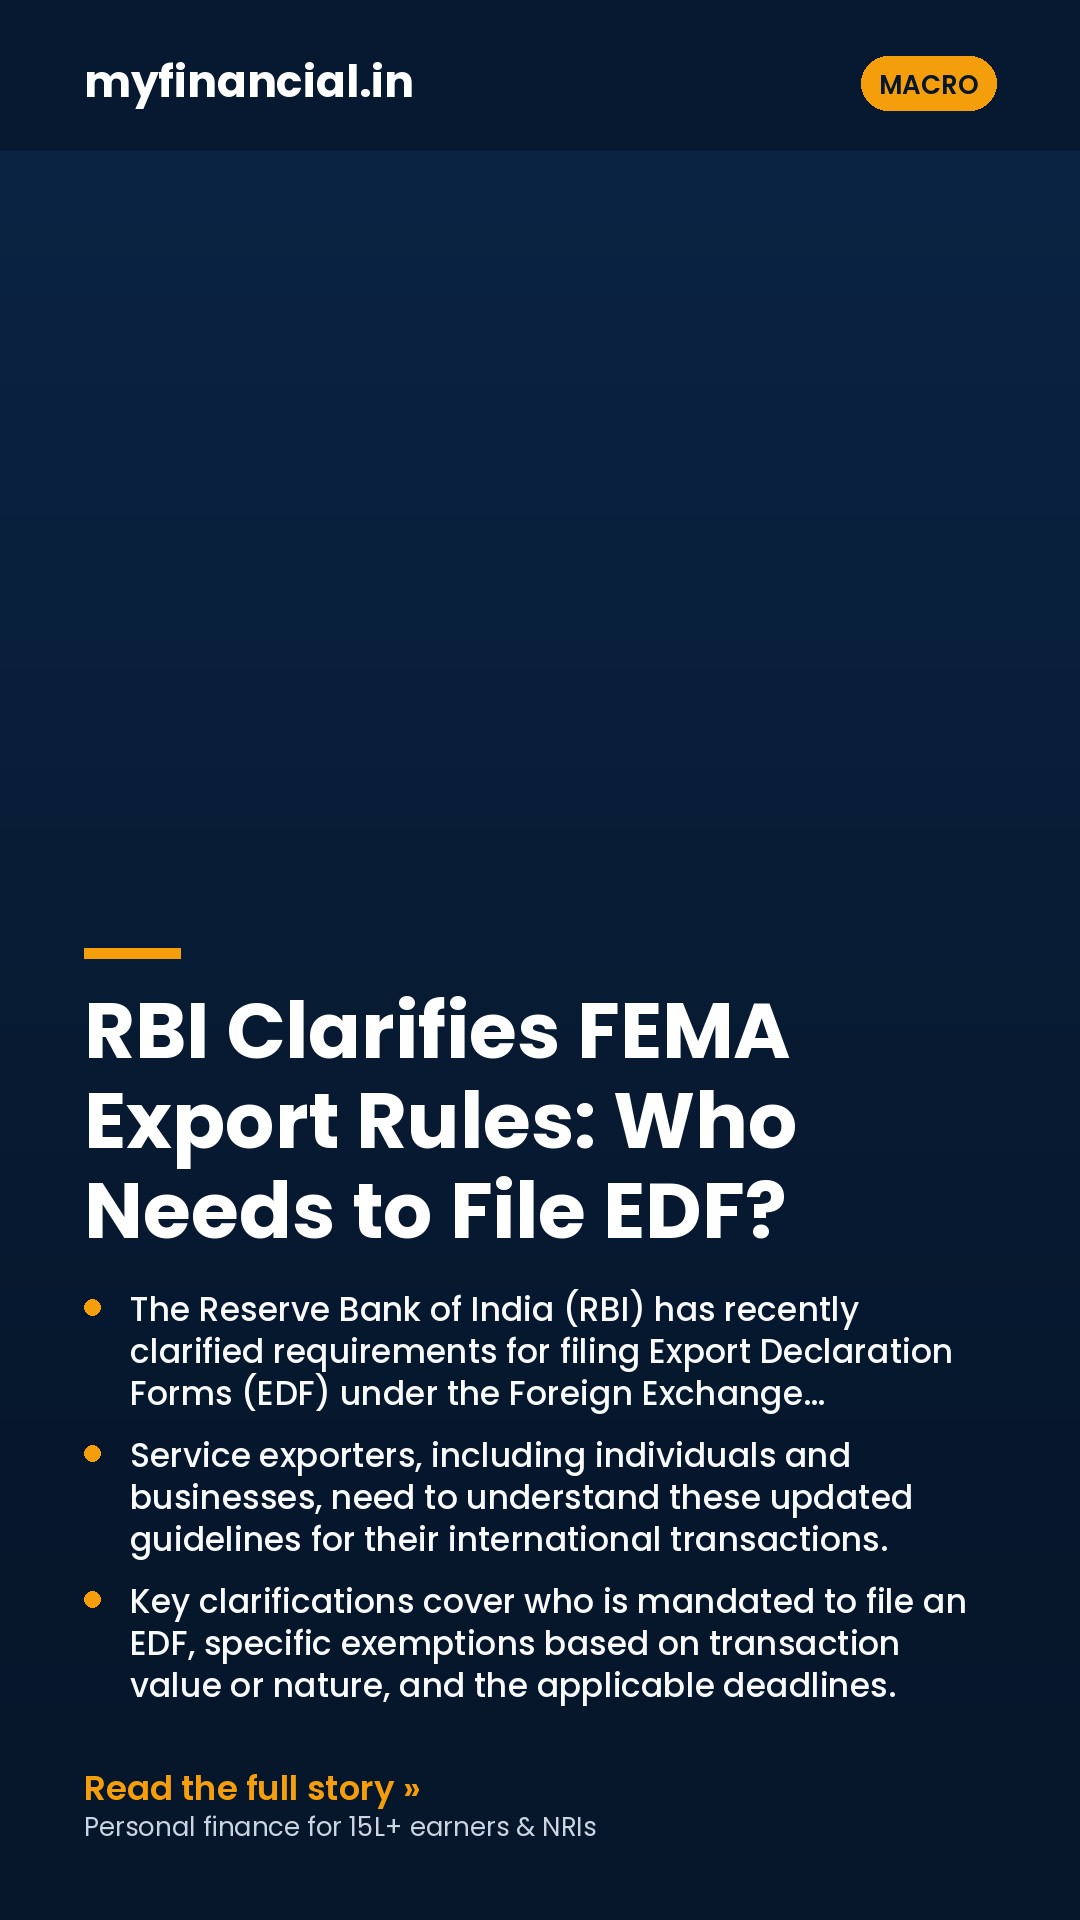 myfinancial.in
MACRO
RBI Clarifies FEMA
Export Rules: Who
Needs to File EDF?
The Reserve Bank of India (RBI) has recently
clarified requirements for filing Export Declaration
Forms (EDF) under the Foreign Exchange...
Service exporters, including individuals and
businesses, need to understand these updated
guidelines for their international transactions.
Key clarifications cover who is mandated to file an
EDF, specific exemptions based on transaction
value or nature, and the applicable deadlines.
Read the full story »
Personal finance for 15L+ earners & NRIs